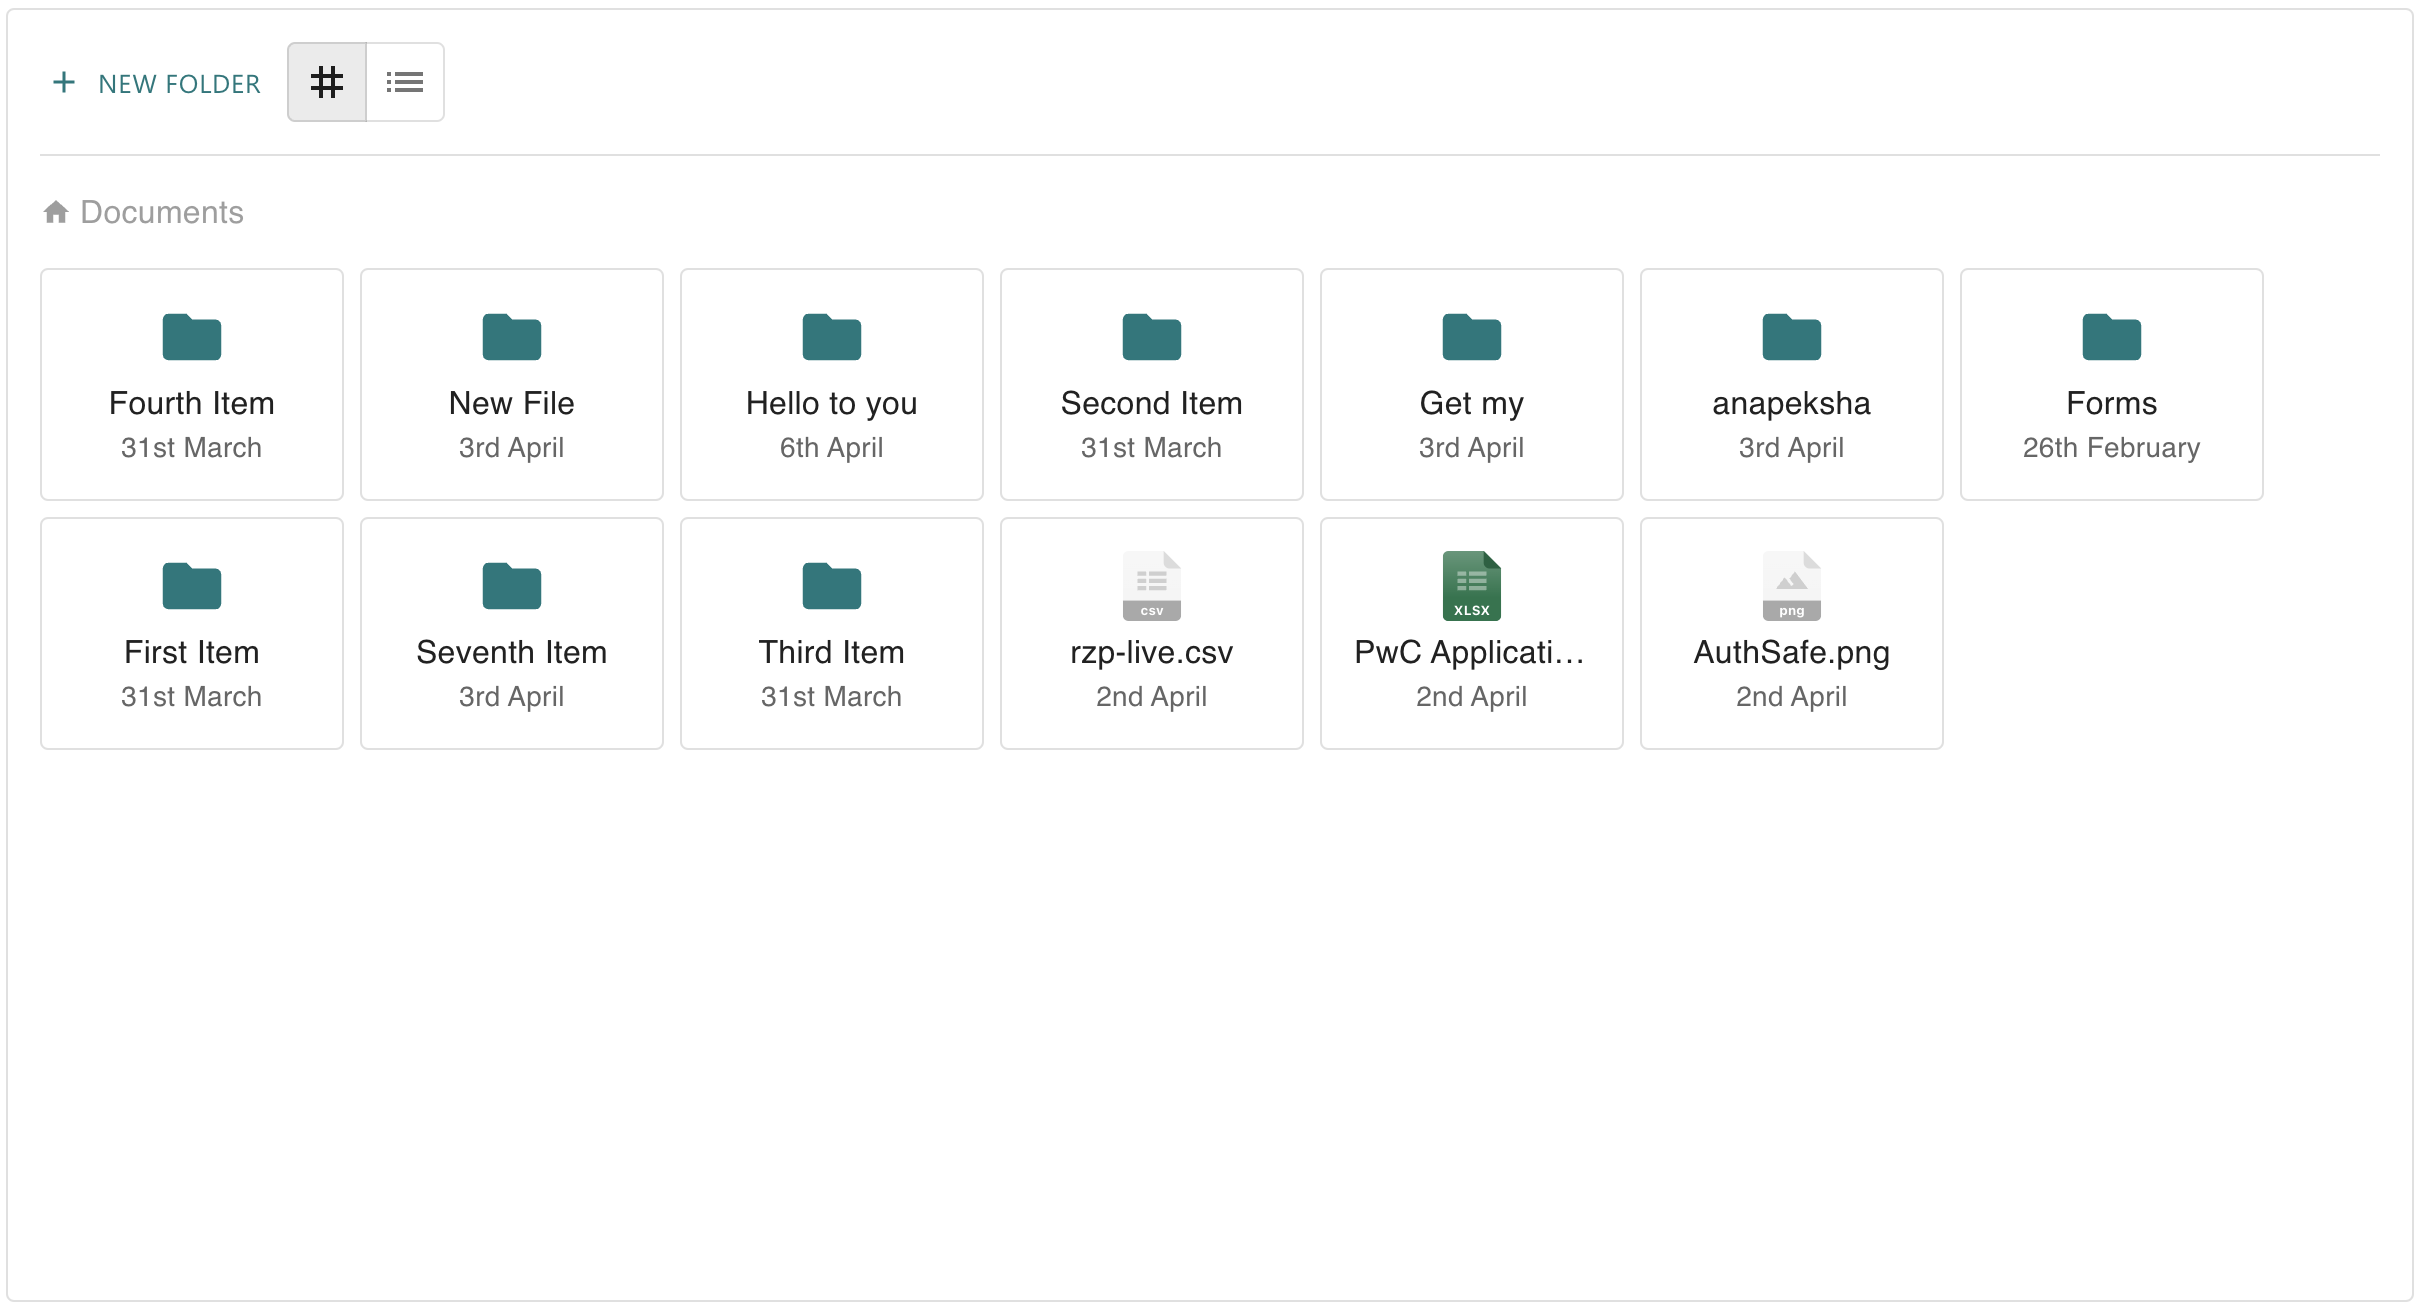 NEW FOLDER
Documents
Fourth Item
31st March
New File
3rd April
Hello to you
6th April
Second Item
31st March
Get my
3rd April
anapeksha
3rd April
Forms
26th February
First Item
31st March
Seventh Item
3rd April
Third Item
31st March
csv
rzp-live.csv
2nd April
XLSX
PwC Applicati...
2nd April
png
AuthSafe.png
2nd April